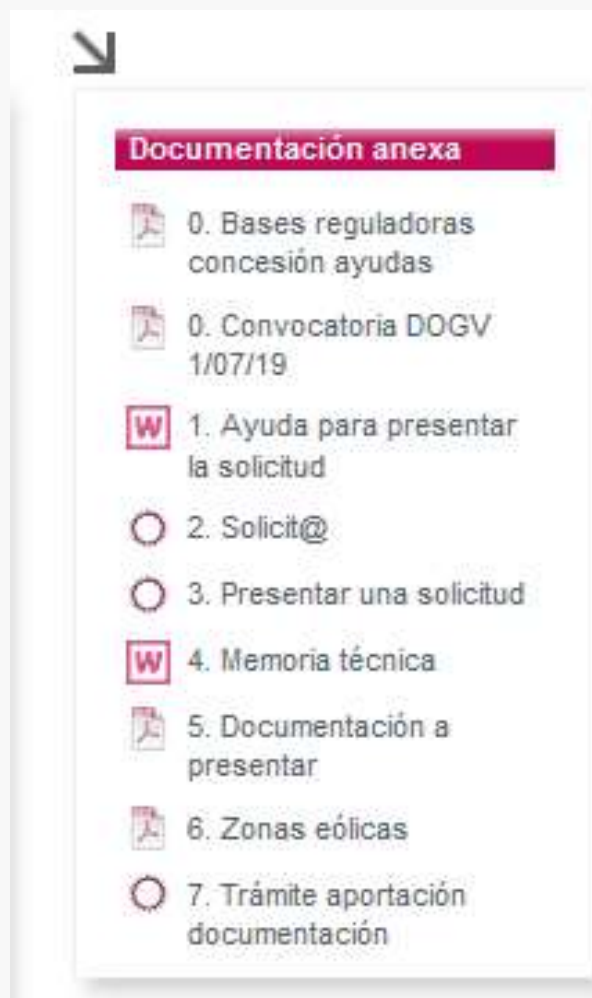 Documentación anexa
0. Bases reguladoras
concesión ayudas
0. Convocatoria DOGV
1/07/19
W 1. Ayuda para presentar
la solicitud
2. Solicit@
3. Presentar una solicitud
W 4. Memoria técnica
5. Documentación a
presentar
6. Zonas eólicas
7. Trámite aportación
documentación